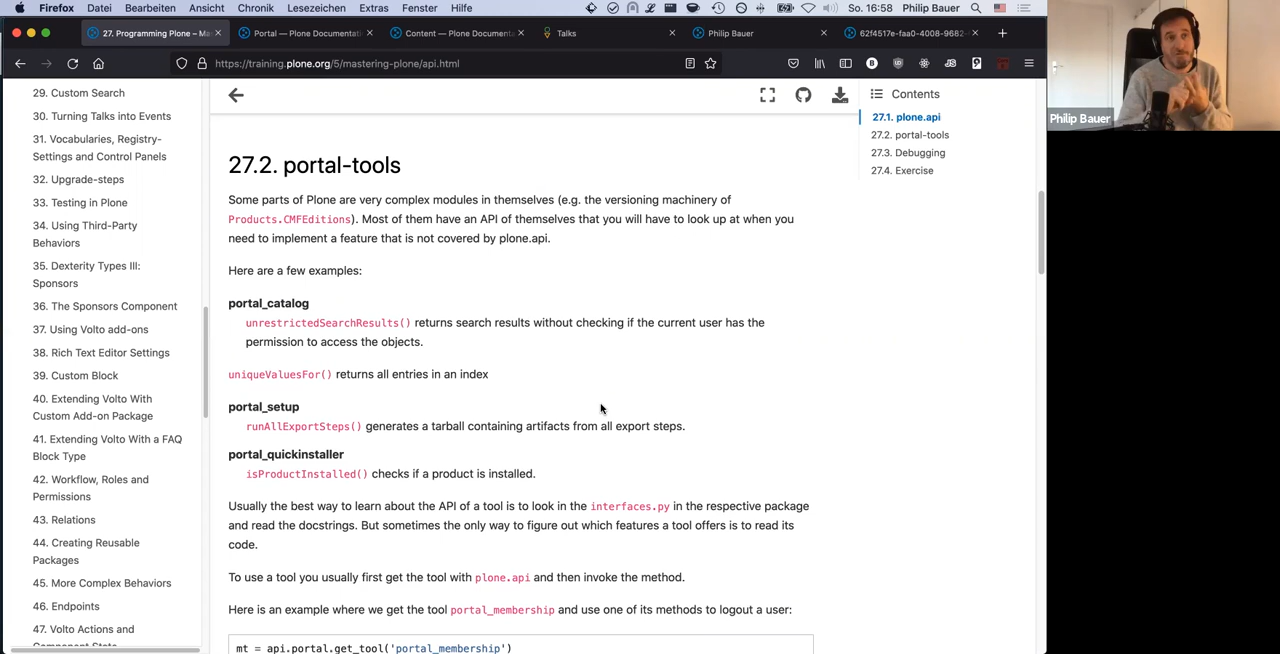 Firefox Datei Bearbeiten Ansicht Chronik Lesezeichen Extras Fenster Hilfe So. 16:58 Philip Bauer
27. Programming Plone – Ma
Portal — Plone Documentati
Content — Plone Documenta
Talks
Philip Bauer
62f4517e-faa0-4008-9682-
https://training.plone.org/5/mastering-plone/api.html
29. Custom Search
30. Turning Talks into Events
31. Vocabularies, Registry-
Settings and Control Panels
32. Upgrade-steps
33. Testing in Plone
34. Using Third-Party
Behaviors
35. Dexterity Types III:
Sponsors
36. The Sponsors Component
37. Using Volto add-ons
38. Rich Text Editor Settings
39. Custom Block
40. Extending Volto With
Custom Add-on Package
41. Extending Volto With a FAQ
Block Type
42. Workflow, Roles and
Permissions
43. Relations
44. Creating Reusable
Packages
45. More Complex Behaviors
46. Endpoints
47. Volto Actions and
Component State
27.2. portal-tools
Some parts of Plone are very complex modules in themselves (e.g. the versioning machinery of
Products.CMFEditions). Most of them have an API of themselves that you will have to look up at when you
need to implement a feature that is not covered by plone.api.
Here are a few examples:
portal_catalog
unrestrictedSearchResults() returns search results without checking if the current user has the
permission to access the objects.
uniqueValuesFor() returns all entries in an index
portal_setup
runAllExportSteps() generates a tarball containing artifacts from all export steps.
portal_quickinstaller
isProductInstalled() checks if a product is installed.
Usually the best way to learn about the API of a tool is to look in the interfaces.py in the respective package
and read the docstrings. But sometimes the only way to figure out which features a tool offers is to read its
code.
To use a tool you usually first get the tool with plone.api and then invoke the method.
Here is an example where we get the tool portal_membership and use one of its methods to logout a user:
mt = api.portal.get_tool('portal_membership')
Contents
27.1. plone.api
27.2. portal-tools
27.3. Debugging
27.4. Exercise
Philip Bauer